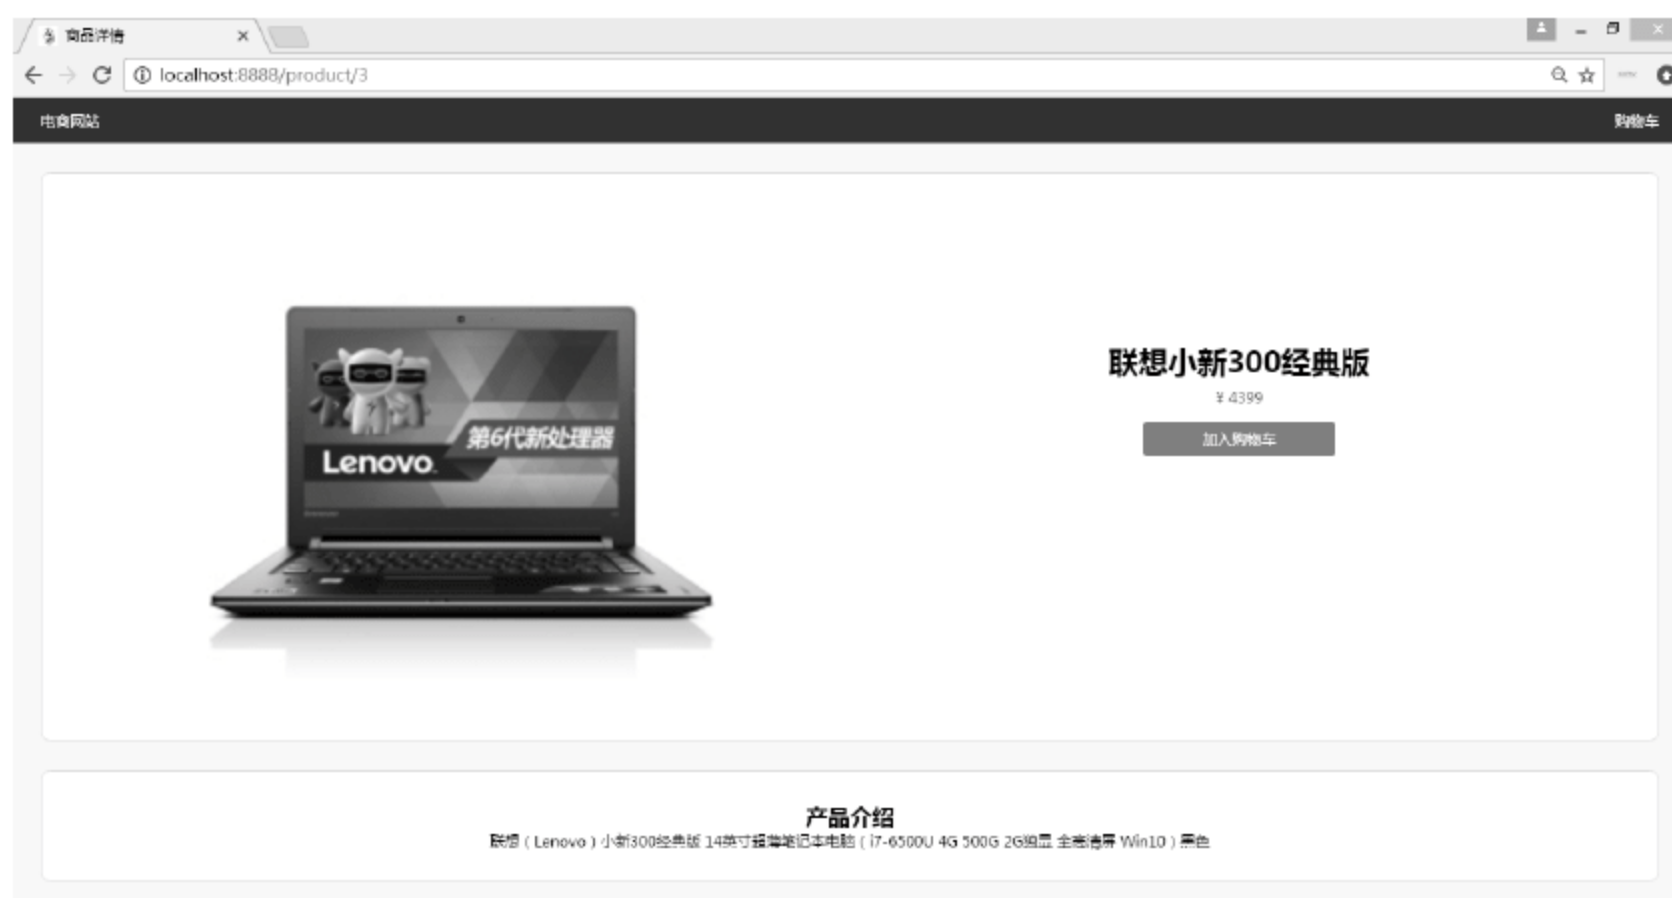 商品详情
localhost:8888/product/3
电商网站
购物车
联想小新300经典版
¥ 4399
加入购物车
第6代新处理器
Lenovo
产品介绍
联想（Lenovo）小新300经典版 14英寸超薄笔记本电脑（i7-6500U 4G 500G 2G独显 全高清屏 Win10）黑色